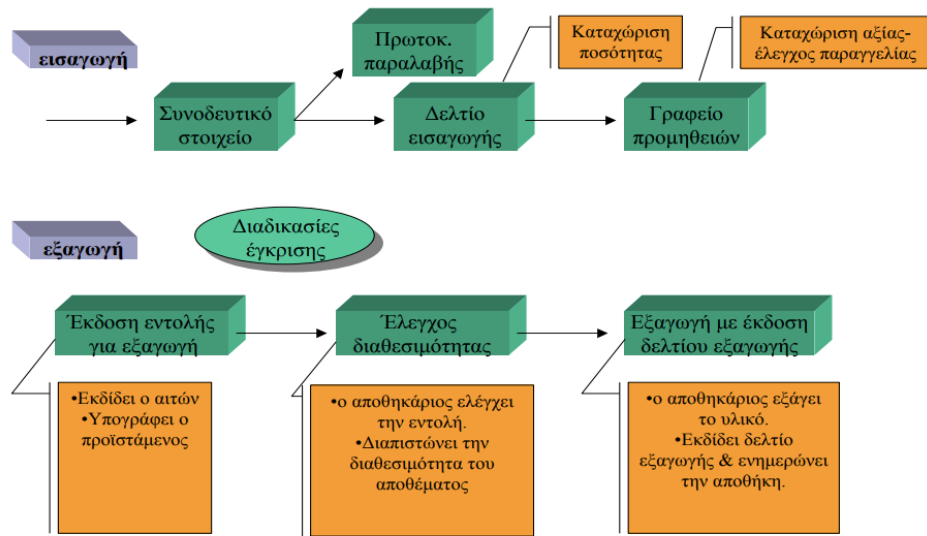 εισαγωγή
Πρωτοκ.
παραλαβής
Καταχώριση
ποσότητας
Καταχώριση αξίας-
έλεγχος παραγγελίας
Συνοδευτικό
στοιχείο
Δελτίο
εισαγωγής
Γραφείο
προμηθειών
εξαγωγή
Διαδικασίες
έγκρισης
Έκδοση εντολής
για εξαγωγή
Έλεγχος
διαθεσιμότητας
Εξαγωγή με έκδοση
δελτίου εξαγωγής
•Εκδίδει ο αιτών
•Υπογράφει ο
προϊστάμενος
•ο αποθηκάριος ελέγχει
την εντολή.
•Διαπιστώνει την
διαθεσιμότητα του
αποθέματος
•ο αποθηκάριος εξάγει
το υλικό.
•Εκδίδει δελτίο
εξαγωγής & ενημερώνει
την αποθήκη.